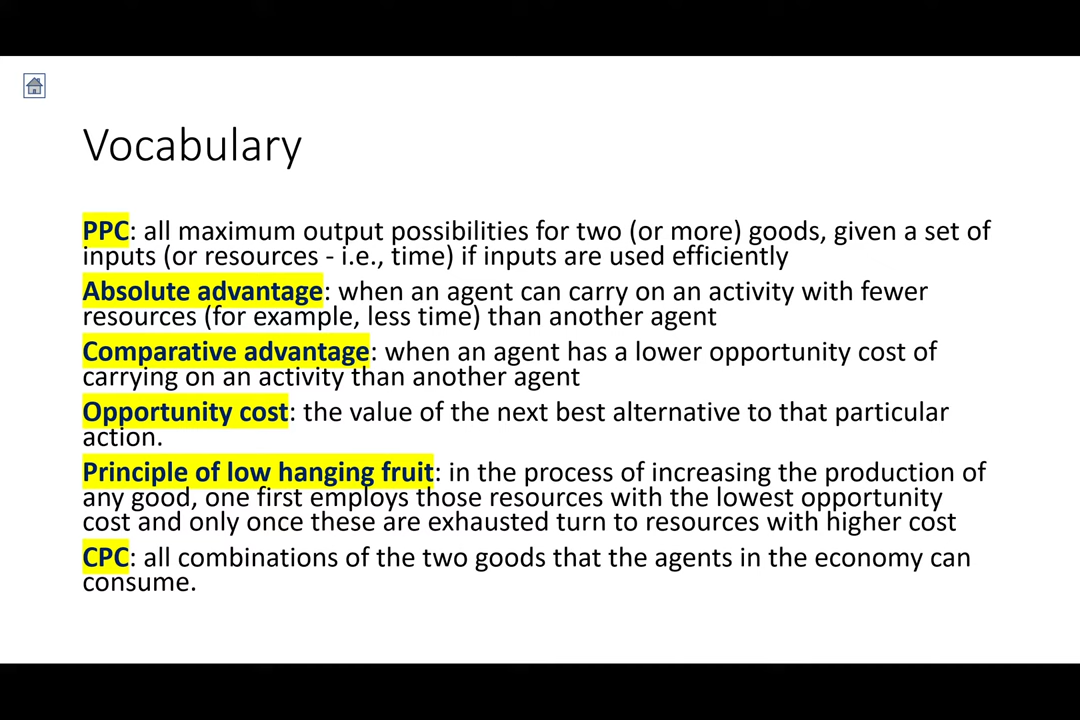 Vocabulary
PPC: all maximum output possibilities for two (or more) goods, given a set of
inputs (or resources - i.e., time) if inputs are used efficiently
Absolute advantage: when an agent can carry on an activity with fewer
resources (for example, less time) than another agent
Comparative advantage: when an agent has a lower opportunity cost of
carrying on an activity than another agent
Opportunity cost: the value of the next best alternative to that particular
action.
Principle of low hanging fruit: in the process of increasing the production of
any good, one first employs those resources with the lowest opportunity
cost and only once these are exhausted turn to resources with higher cost
CPC: all combinations of the two goods that the agents in the economy can
consume.